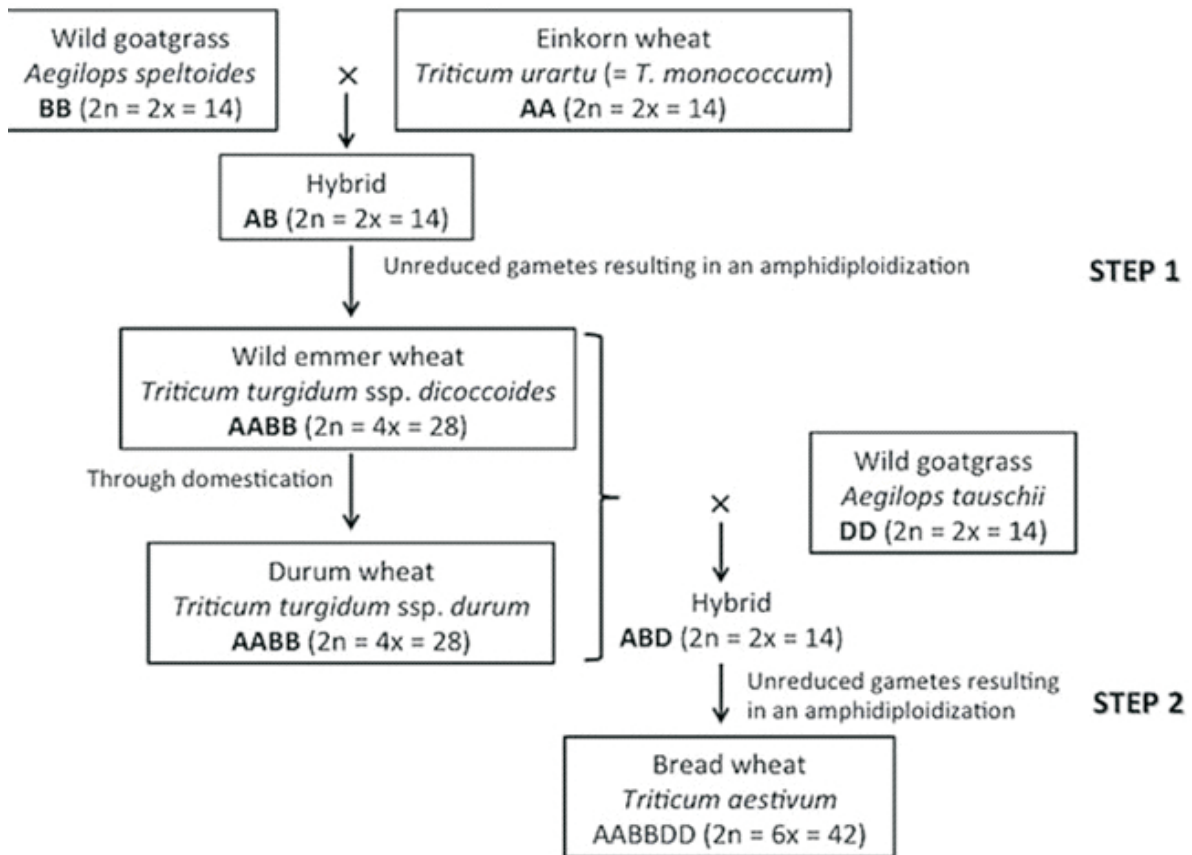 Wild goatgrass
Aegilops speltoides
BB (2n = 2x = 14)
×
Einkorn wheat
Triticum urartu (= T. monococcum)
AA (2n = 2x = 14)
Hybrid
AB (2n = 2x = 14)
Unreduced gametes resulting in an amphidiploidization
STEP 1
Wild emmer wheat
Triticum turgidum ssp. dicoccoides
AABB (2n = 4x = 28)
Through domestication
Durum wheat
Triticum turgidum ssp. durum
AABB (2n = 4x = 28)
×
Wild goatgrass
Aegilops tauschii
DD (2n = 2x = 14)
Hybrid
ABD (2n = 2x = 14)
Unreduced gametes resulting
in an amphidiploidization
STEP 2
Bread wheat
Triticum aestivum
AABBDD (2n = 6x = 42)